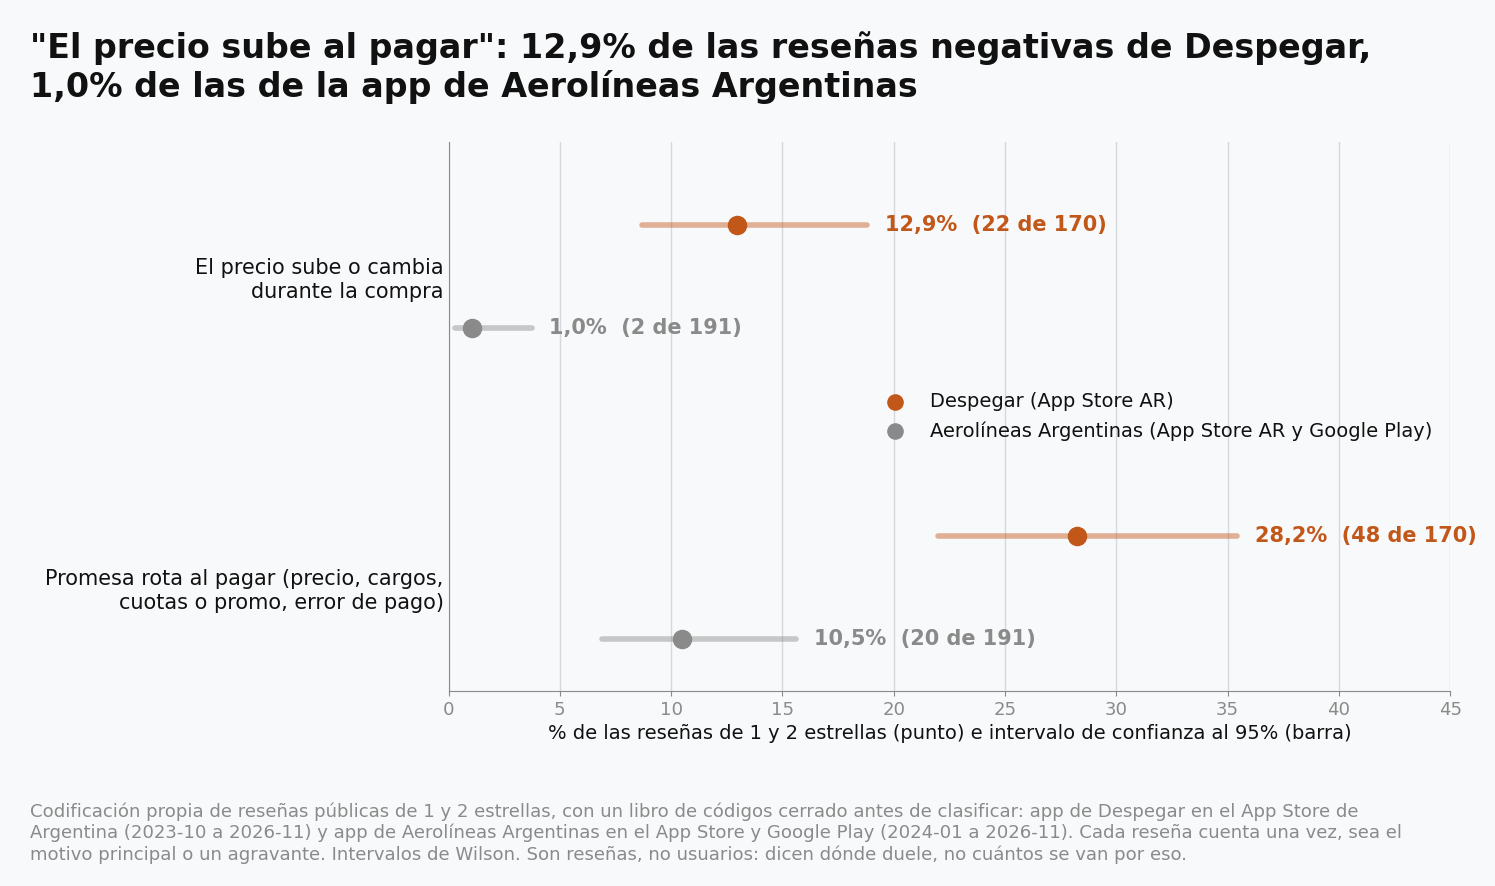 "El precio sube al pagar": 12,9% de las reseñas negativas de Despegar,
1,0% de las de la app de Aerolíneas Argentinas
12,9%  (22 de 170)
El precio sube o cambia
durante la compra
1,0%  (2 de 191)
Despegar (App Store AR)
Aerolíneas Argentinas (App Store AR y Google Play)
28,2%  (48 de 170)
Promesa rota al pagar (precio, cargos,
cuotas o promo, error de pago)
10,5%  (20 de 191)
0 5 10 15 20 25 30 35 40 45
% de las reseñas de 1 y 2 estrellas (punto) e intervalo de confianza al 95% (barra)
Codificación propia de reseñas públicas de 1 y 2 estrellas, con un libro de códigos cerrado antes de clasificar: app de Despegar en el App Store de
Argentina (2023-10 a 2026-11) y app de Aerolíneas Argentinas en el App Store y Google Play (2024-01 a 2026-11). Cada reseña cuenta una vez, sea el
motivo principal o un agravante. Intervalos de Wilson. Son reseñas, no usuarios: dicen dónde duele, no cuántos se van por eso.